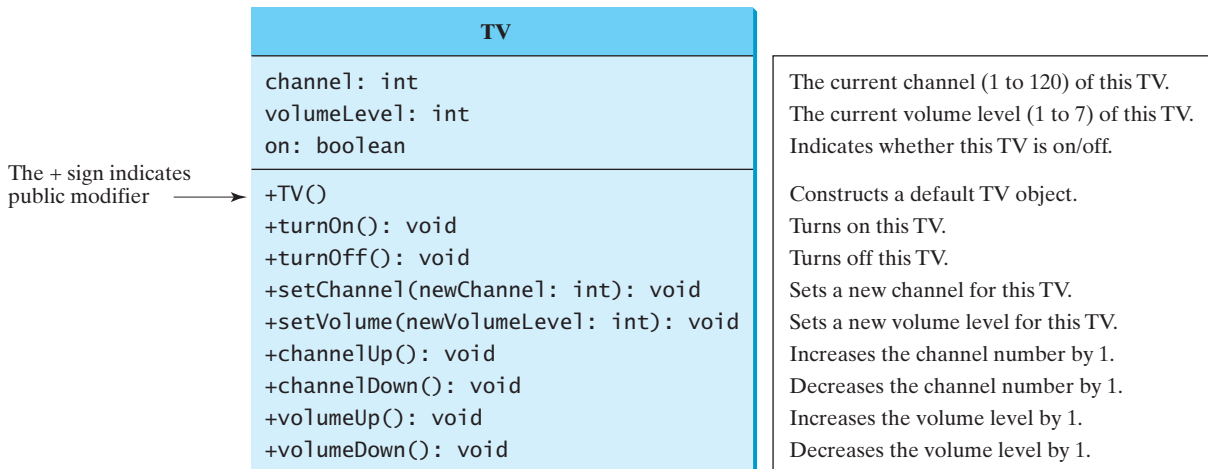 TV
channel: int
The current channel (1 to 120) of this TV.
volumeLevel: int
The current volume level (1 to 7) of this TV.
on: boolean
Indicates whether this TV is on/off.
The + sign indicates
public modifier
+TV()
Constructs a default TV object.
+turnOn(): void
Turns on this TV.
+turnOff(): void
Turns off this TV.
+setChannel(newChannel: int): void
Sets a new channel for this TV.
+setVolume(newVolumeLevel: int): void
Sets a new volume level for this TV.
+channelUp(): void
Increases the channel number by 1.
+channelDown(): void
Decreases the channel number by 1.
+volumeUp(): void
Increases the volume level by 1.
+volumeDown(): void
Decreases the volume level by 1.